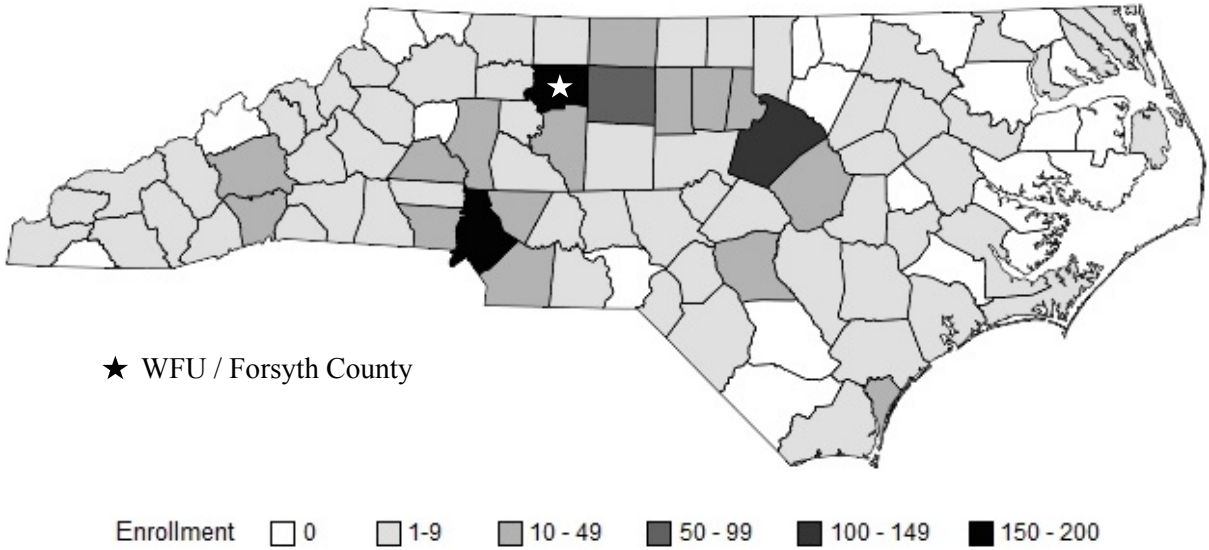 ★ WFU / Forsyth County
Enrollment 0 1-9 10 - 49 50 - 99 100 - 149 150 - 200